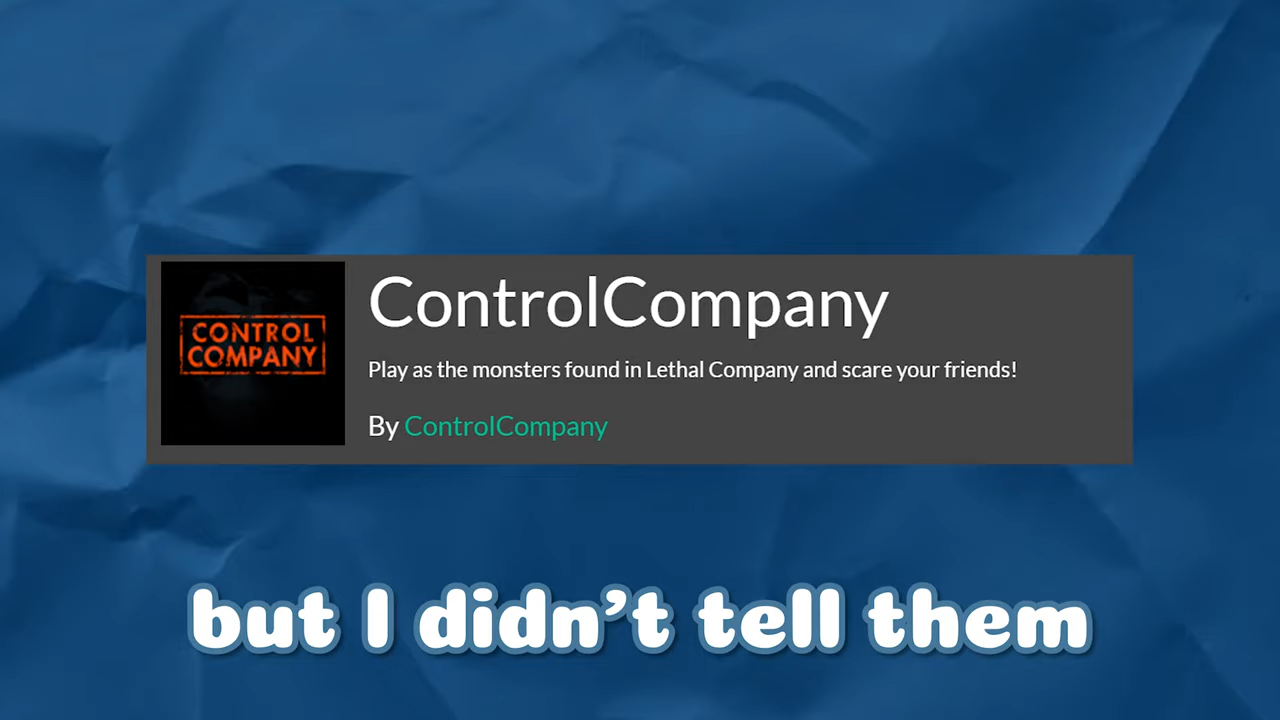 CONTROL
COMPANY
ControlCompany
Play as the monsters found in Lethal Company and scare your friends!
By ControlCompany
but I didn't tell them